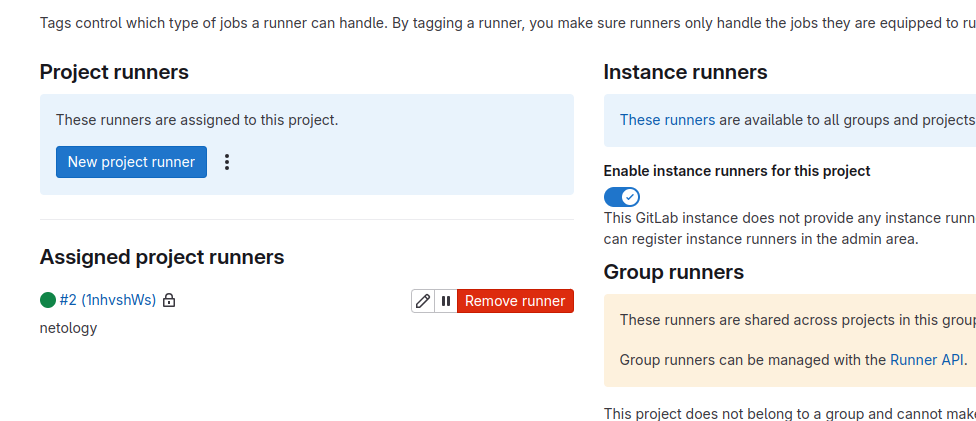 Tags control which type of jobs a runner can handle. By tagging a runner, you make sure runners only handle the jobs they are equipped to ru
Project runners
These runners are assigned to this project.
New project runner
Assigned project runners
#2 (1nhvshWs)
Remove runner
netology
Instance runners
These runners are available to all groups and projects
Enable instance runners for this project
This GitLab instance does not provide any instance runn
can register instance runners in the admin area.
Group runners
These runners are shared across projects in this group
Group runners can be managed with the Runner API.
This project does not belong to a group and cannot make